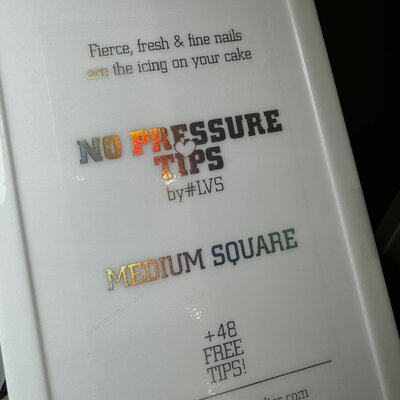 Fierce, fresh & fine nails
are the icing on your cake
NO PRESSURE
TIPS
by#LVS
MEDIUM SQUARE
+48
FREE
TIPS!